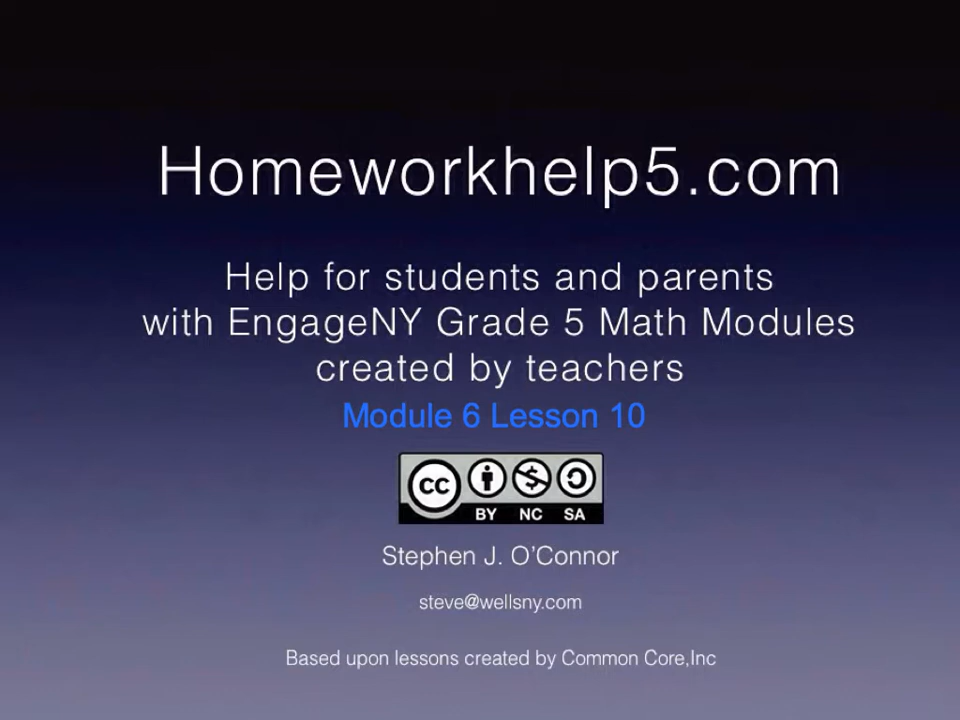 Homeworkhelp5.com
Help for students and parents
with EngageNY Grade 5 Math Modules
created by teachers
Module 6 Lesson 10
cc
BY NC SA
Stephen J. O'Connor
steve@wellsny.com
Based upon lessons created by Common Core,Inc